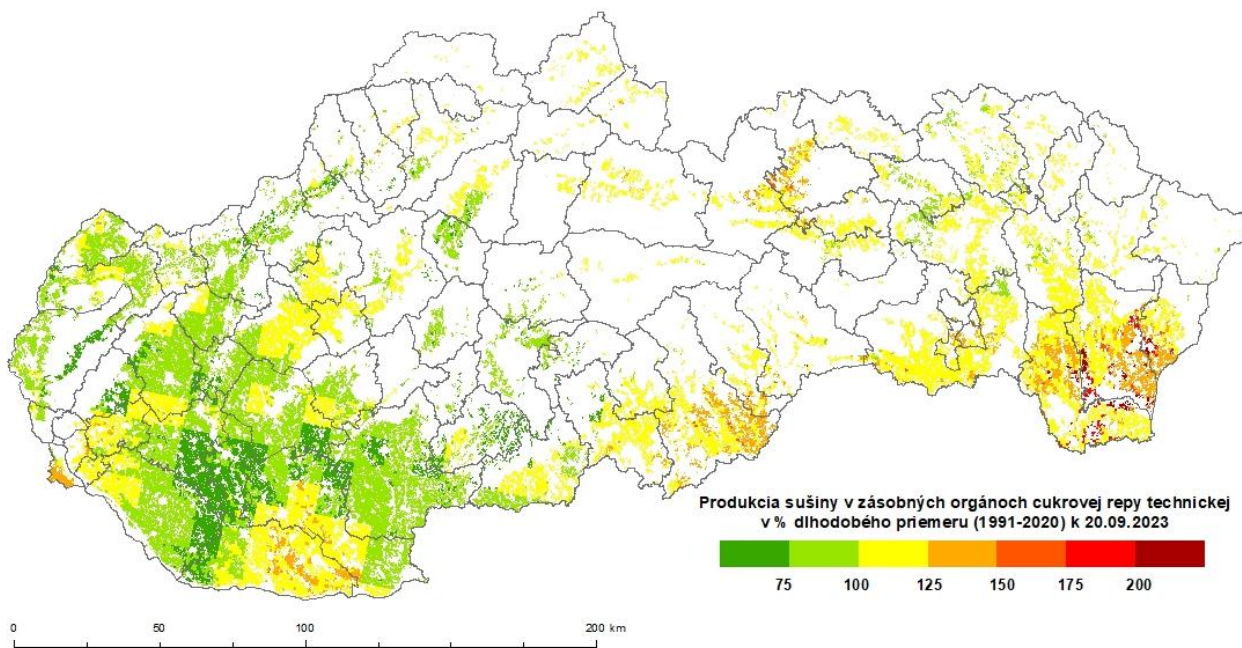 Produkcia sušiny v zásobných orgánoch cukrovej repy technickej
v % dlhodobého priemeru (1991-2020) k 20.09.2023
75 100 125 150 175 200
0 50 100 200 km